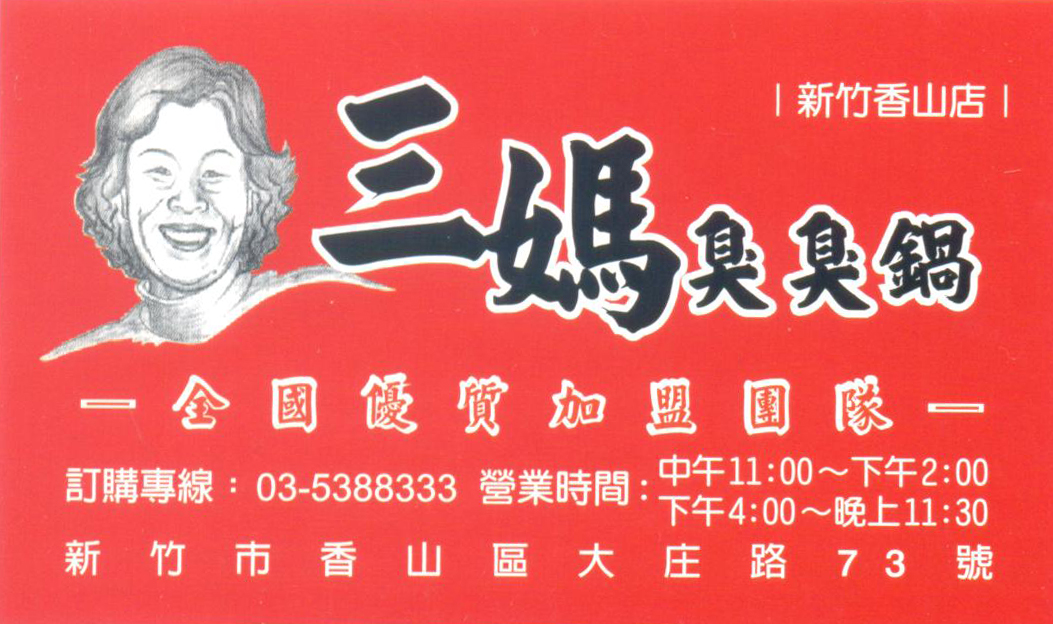 |新竹香山店|
三媽臭臭鍋
全國優質加盟團隊
訂購專線：03-5388333 營業時間：中午11:00～下午2:00
下午4:00～晚上11:30
新竹市香山區大庄路73號